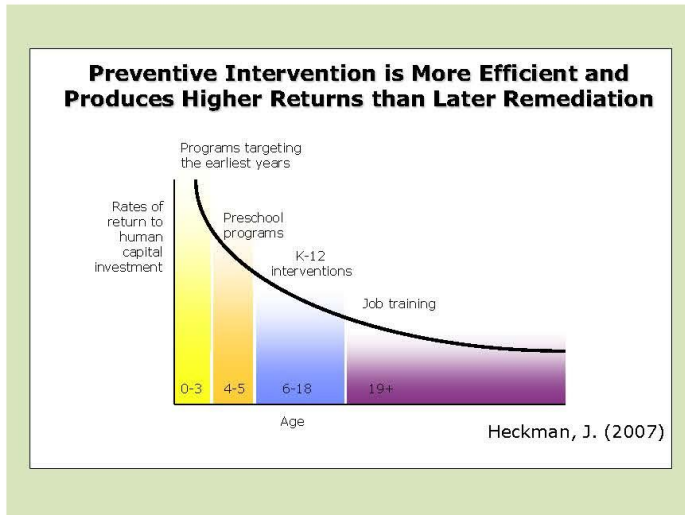 Preventive Intervention is More Efficient and
Produces Higher Returns than Later Remediation
Programs targeting
the earliest years
Rates of
return to
human
capital
investment
Preschool
programs
K-12
interventions
Job training
0-3
4-5
6-18
19+
Age
Heckman, J. (2007)